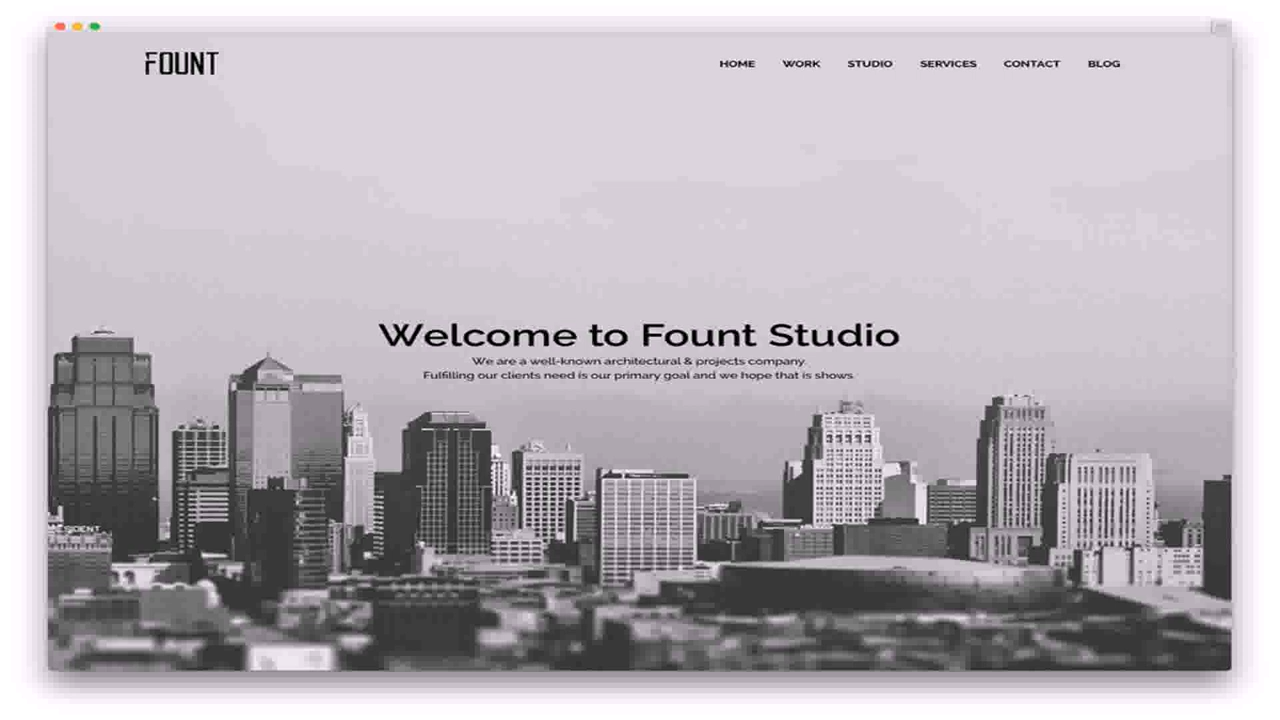 FOUNT
HOME WORK STUDIO SERVICES CONTACT BLOG
Welcome to Fount Studio
We are a well-known architectural & projects company.
Fulfilling our clients need is our primary goal and we hope that is shows.